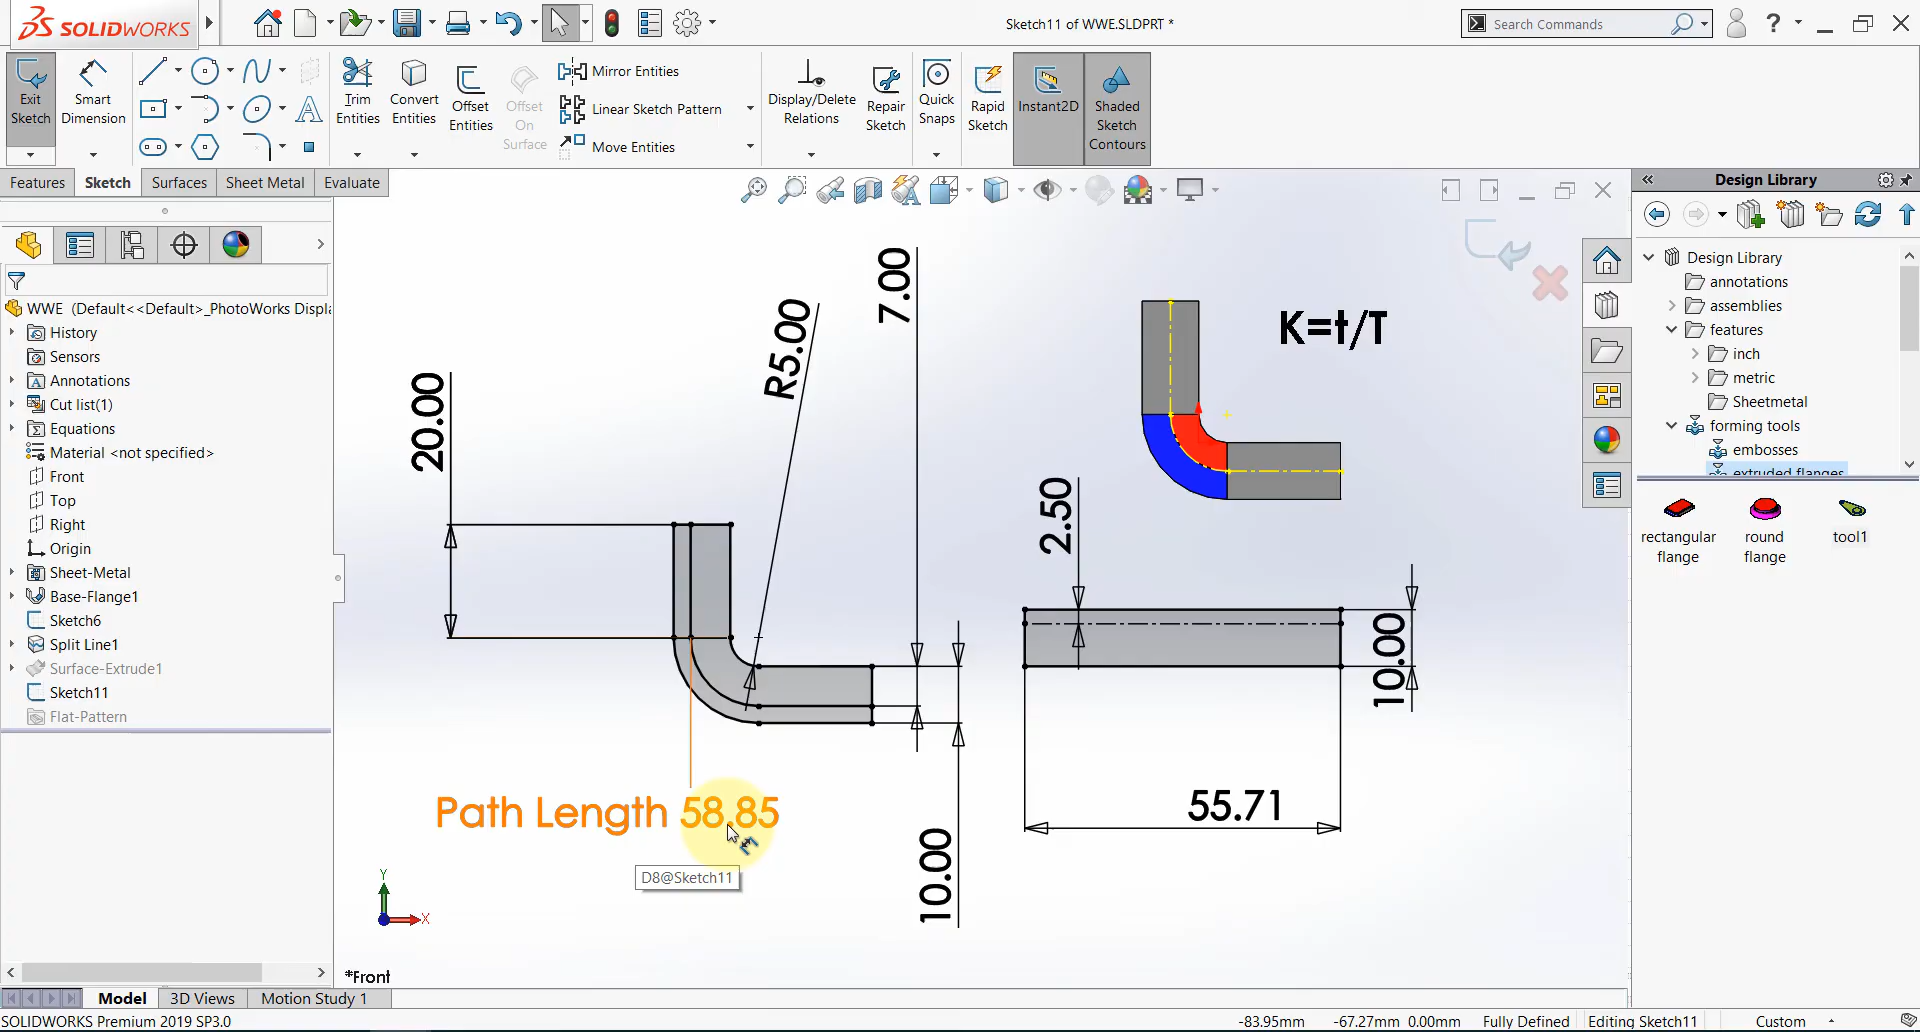 SOLIDWORKS
Sketch11 of WWE.SLDPRT *
Search Commands
?
Exit Sketch
Smart Dimension
Trim Entities
Convert Entities
Offset Entities
Offset On Surface
Mirror Entities
Linear Sketch Pattern
Move Entities
Display/Delete Relations
Repair Sketch
Quick Snaps
Rapid Sketch
Instant2D
Shaded Sketch Contours
Features
Sketch
Surfaces
Sheet Metal
Evaluate
WWE (Default<<Default>_PhotoWorks Displ
History
Sensors
Annotations
Cut list(1)
Equations
Material <not specified>
Front
Top
Right
Origin
Sheet-Metal
Base-Flange1
Sketch6
Split Line1
Surface-Extrude1
Sketch11
Flat-Pattern
20.00
R5.00
7.00
K=t/T
2.50
10.00
55.71
10.00
Path Length 58.85
D8@Sketch11
Y
X
*Front
Design Library
Design Library
annotations
assemblies
features
inch
metric
Sheetmetal
forming tools
embosses
extruded flanges
rectangular flange
round flange
tool1
Model
3D Views
Motion Study 1
SOLIDWORKS Premium 2019 SP3.0
-83.95mm
-67.27mm 0.00mm
Fully Defined
Editing Sketch11
Custom